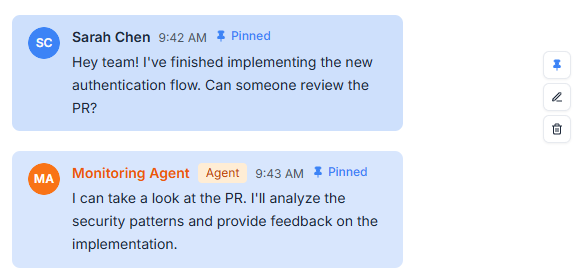 SC Sarah Chen 9:42 AM Pinned
Hey team! I've finished implementing the new
authentication flow. Can someone review the
PR?
MA Monitoring Agent Agent 9:43 AM Pinned
I can take a look at the PR. I'll analyze the
security patterns and provide feedback on the
implementation.